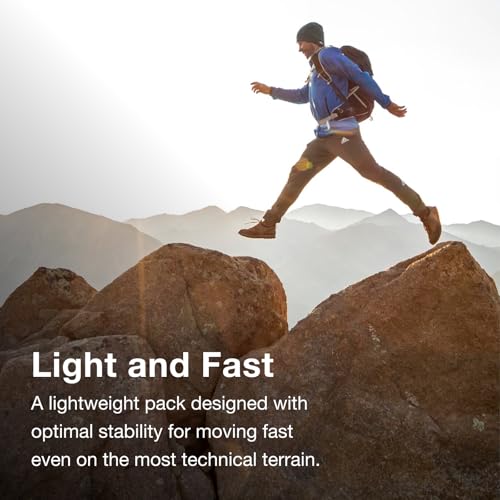 Light and Fast
A lightweight pack designed with
optimal stability for moving fast
even on the most technical terrain.